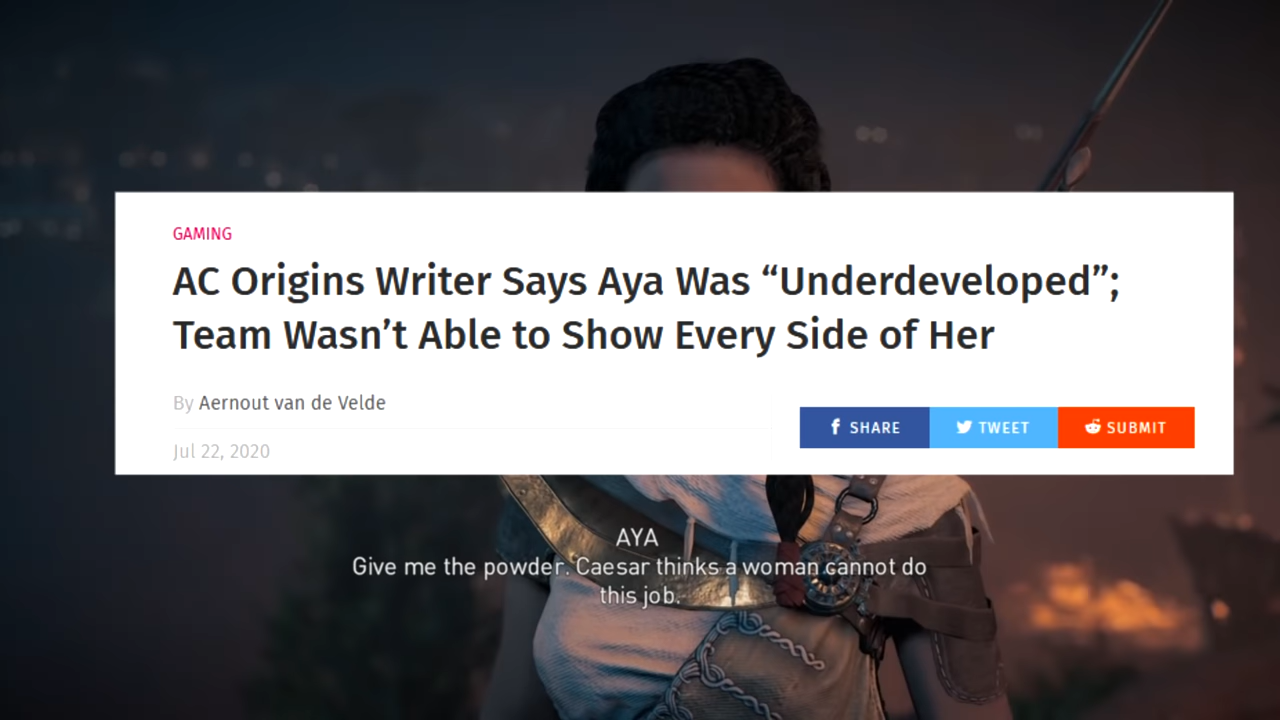 GAMING
AC Origins Writer Says Aya Was “Underdeveloped”;
Team Wasn’t Able to Show Every Side of Her
By Aernout van de Velde
Jul 22, 2020
SHARE
TWEET
SUBMIT
AYA
Give me the powder. Caesar thinks a woman cannot do
this job.